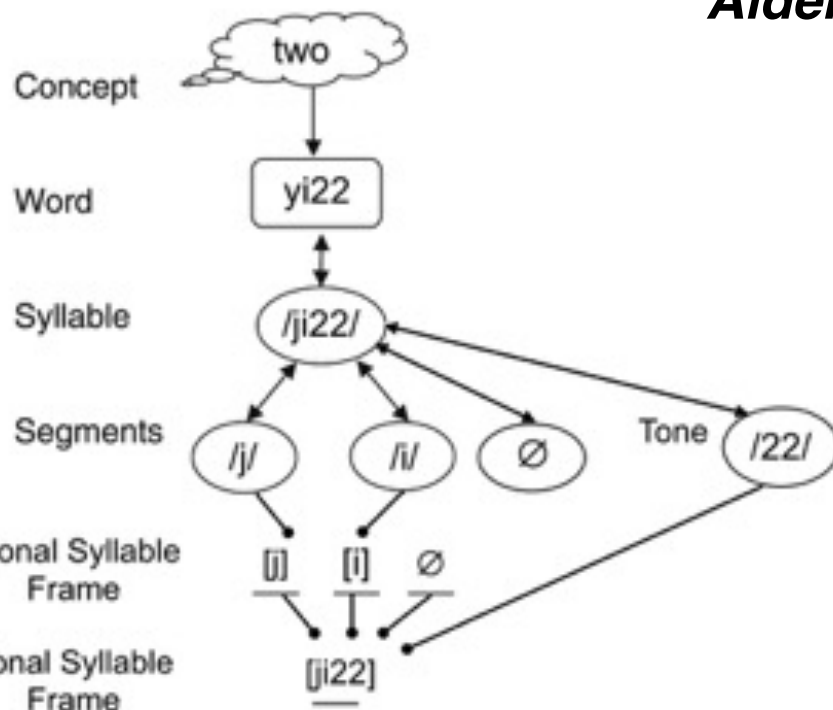 two
Concept
yi22
Word
/ji22/
Syllable
Segments
/j/
/i/
∅
Tone
/22/
Syllable
Frame
[j]
[i]
∅
Syllable
Frame
[ji22]